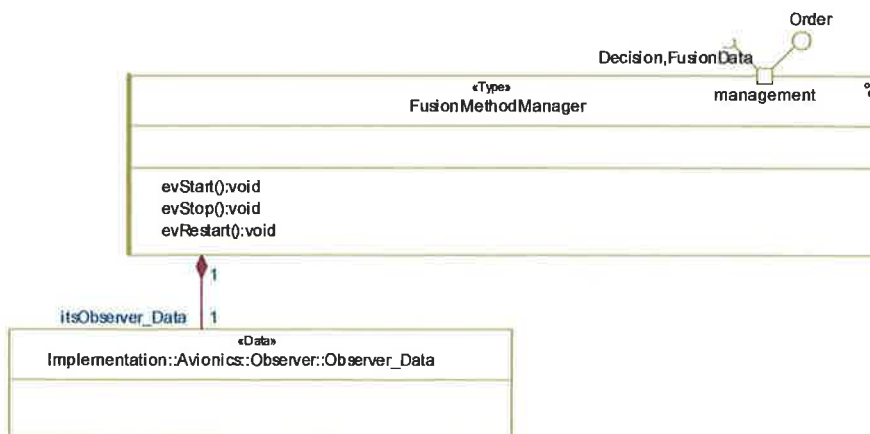 Order
Decision,FusionData
«Type»
FusionMethodManager
management
evStart():void
evStop():void
evRestart():void
1
itsObserver_Data 1
«Data»
Implementation::Avionics::Observer::Observer_Data